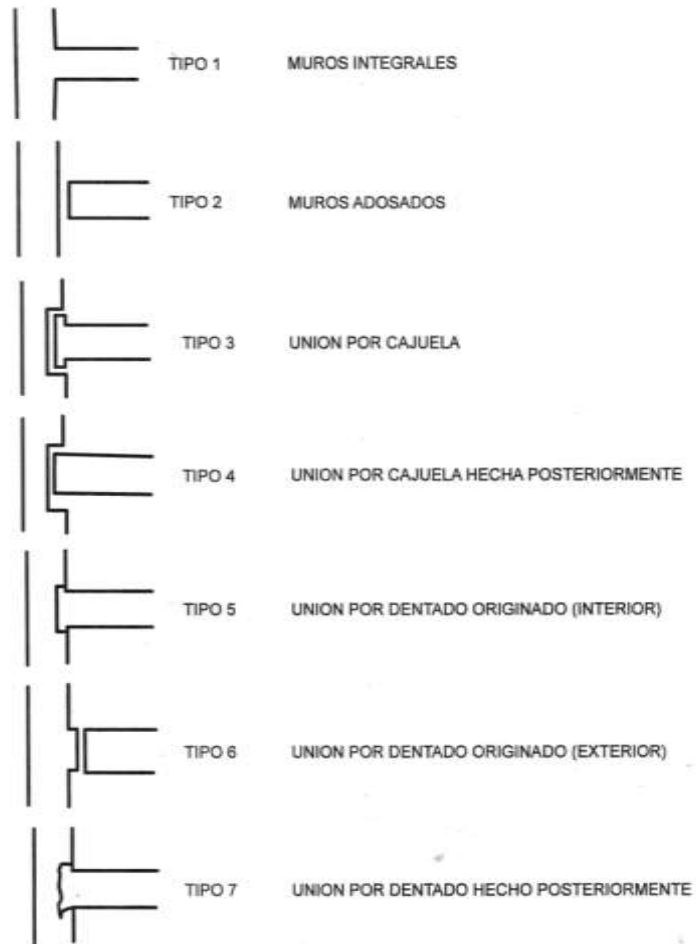 TIPO 1 MUROS INTEGRALES
TIPO 2 MUROS ADOSADOS
TIPO 3 UNION POR CAJUELA
TIPO 4 UNION POR CAJUELA HECHA POSTERIORMENTE
TIPO 5 UNION POR DENTADO ORIGINADO (INTERIOR)
TIPO 6 UNION POR DENTADO ORIGINADO (EXTERIOR)
TIPO 7 UNION POR DENTADO HECHO POSTERIORMENTE